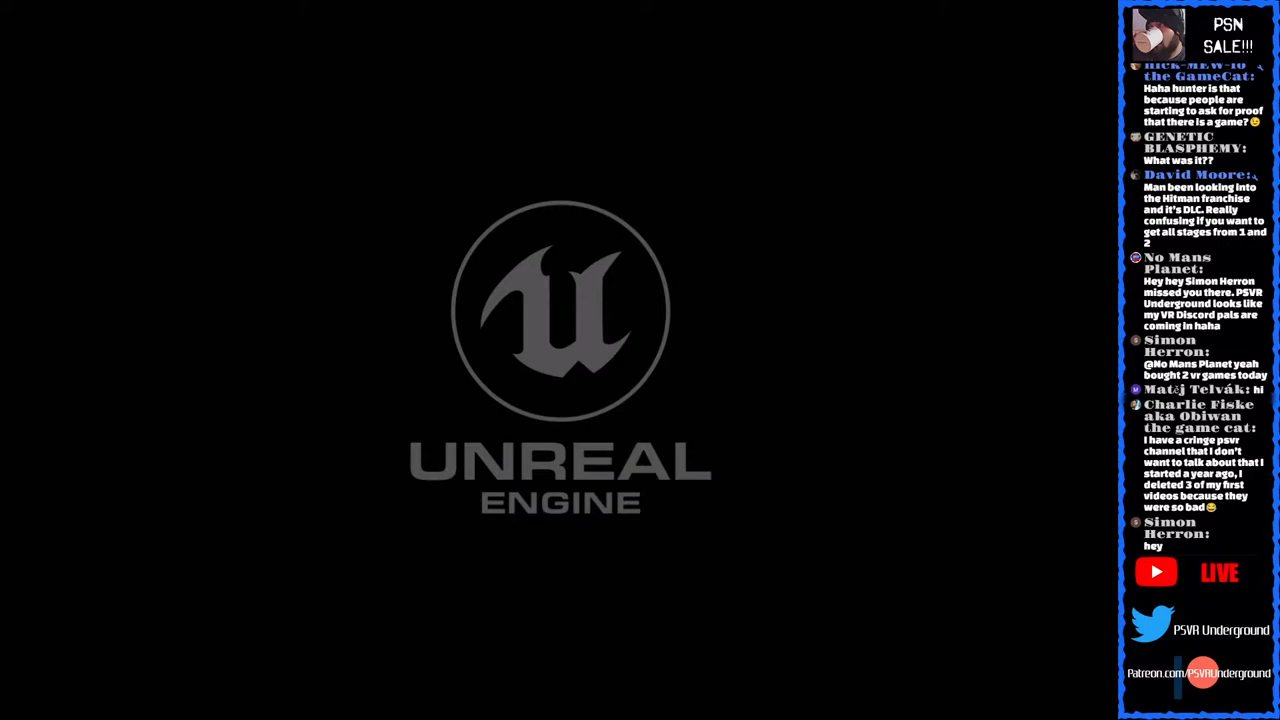 UNREAL
ENGINE
PSN
SALE!!!
Rick-MEW-10
the GameCat:
Haha hunter is that
because people are
starting to ask for proof
that there is a game?😉
GENETIC
BLASPHEMY:
What was it??
David Moore:
Man been looking into
the Hitman franchise
and it's DLC. Really
confusing if you want to
get all stages from 1 and
2
No Mans
Planet:
Hey hey Simon Herron
missed you there. PSVR
Underground looks like
my VR Discord pals are
coming in haha
Simon
Herron:
@No Mans Planet yeah
bought 2 vr games today
Matěj Telvák: hi
Charlie Fiske
aka Obiwan
the game cat:
I have a cringe psvr
channel that I don't
want to talk about that I
started a year ago, I
deleted 3 of my first
videos because they
were so bad😂
Simon
Herron:
hey
LIVE
PSVR Underground
Patreon.com/PSVRUnderground